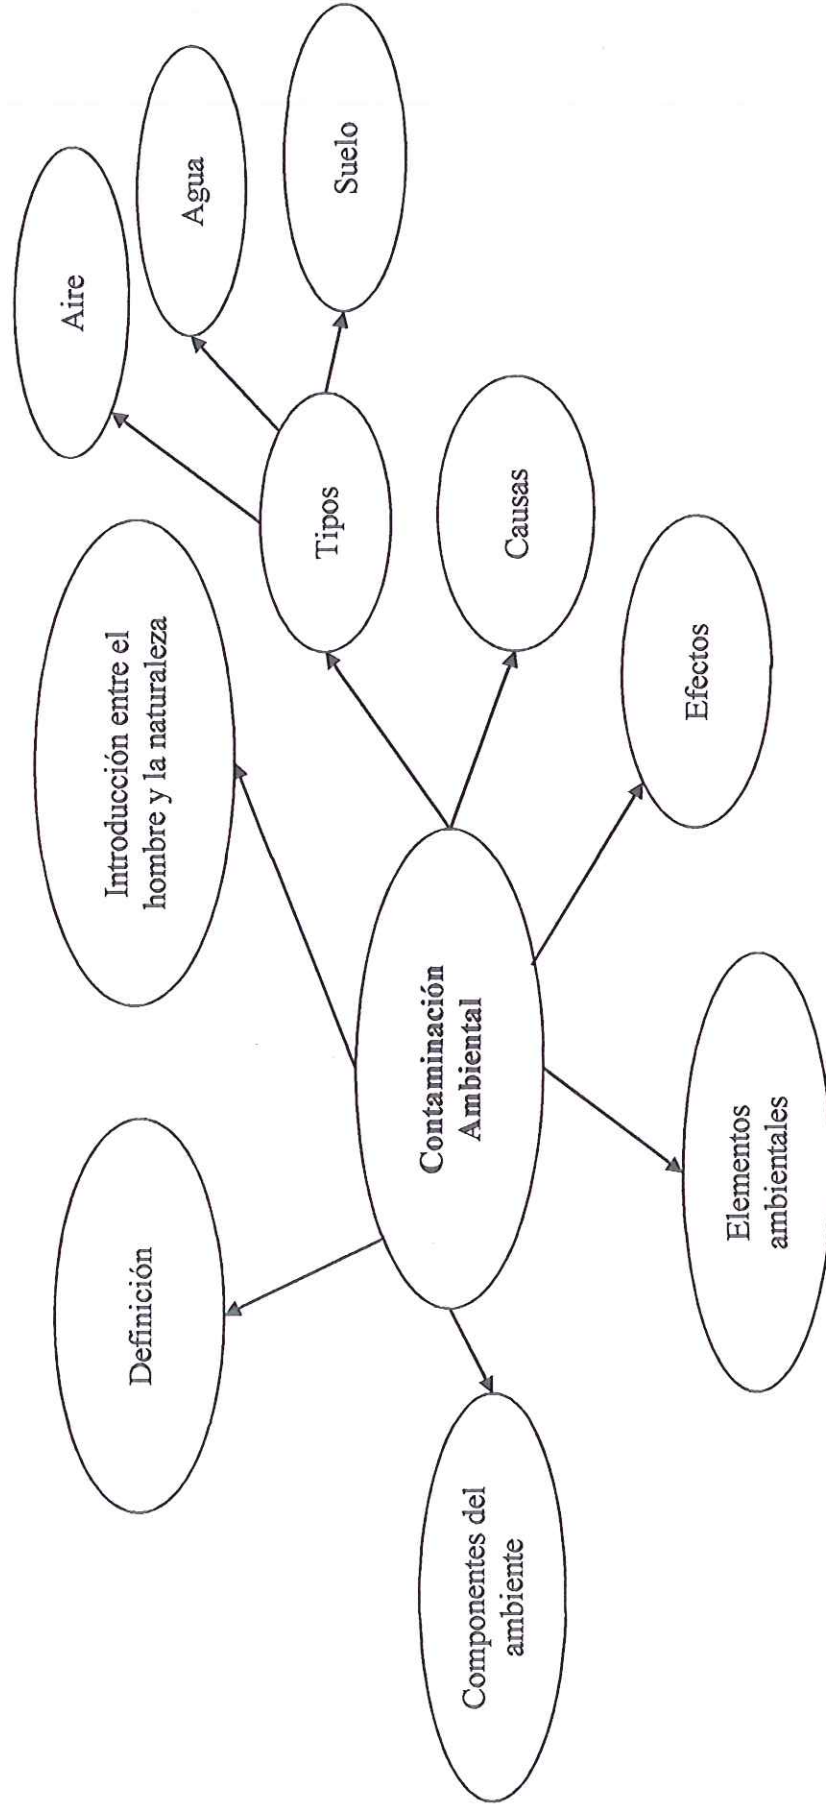 Definición
Introducción entre el
hombre y la naturaleza
Aire
Agua
Suelo
Tipos
Causas
Contaminación
Ambiental
Componentes del
ambiente
Elementos
ambientales
Efectos